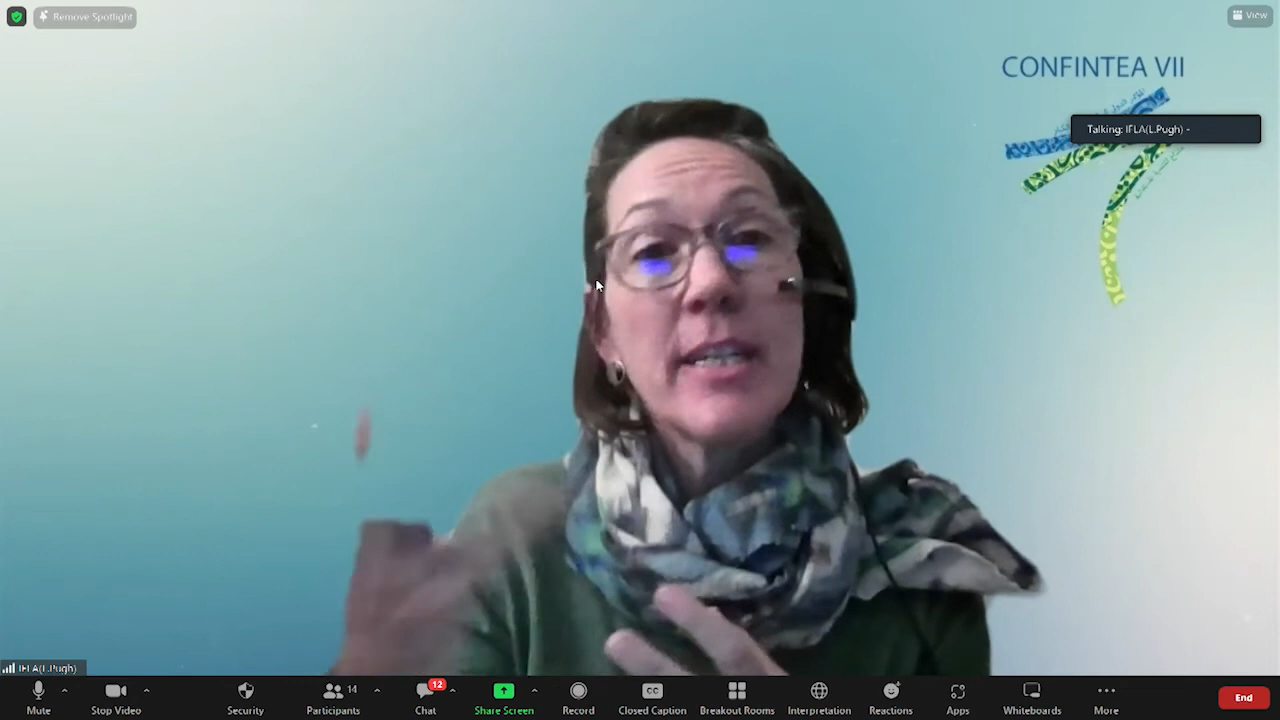 Remove Spotlight
View
CONFINTEA VII
Talking: IFLA(L.Pugh) -
IFLA(L.Pugh)
Mute
Stop Video
Security
14
Participants
12
Chat
Share Screen
Record
CC
Closed Caption
Breakout Rooms
Interpretation
Reactions
Apps
Whiteboards
More
End